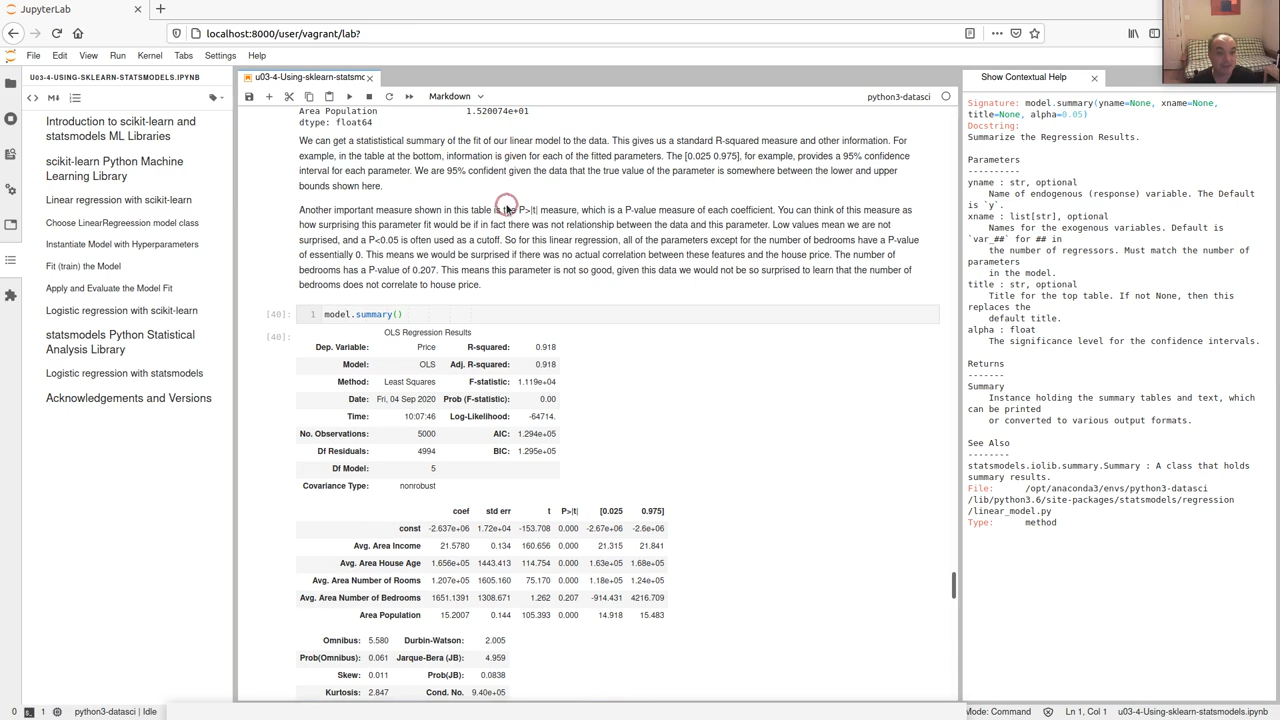 JupyterLab
localhost:8000/user/vagrant/lab?
File Edit View Run Kernel Tabs Settings Help
U03-4-USING-SKLEARN-STATSMODELS.IPYNB
Introduction to scikit-learn and
statsmodels ML Libraries
scikit-learn Python Machine
Learning Library
Linear regression with scikit-learn
Choose LinearRegreession model class
Instantiate Model with Hyperparameters
Fit (train) the Model
Apply and Evaluate the Model Fit
Logistic regression with scikit-learn
statsmodels Python Statistical
Analysis Library
Logistic regression with statsmodels
Acknowledgements and Versions
u03-4-Using-sklearn-statsmo
Markdown
python3-datasci
Area Population 1.520074e+01
dtype: float64
We can get a statististical summary of the fit of our linear model to the data. This gives us a standard R-squared measure and other information. For
example, in the table at the bottom, information is given for each of the fitted parameters. The [0.025 0.975], for example, provides a 95% confidence
interval for each parameter. We are 95% confident given the data that the true value of the parameter is somewhere between the lower and upper
bounds shown here.
Another important measure shown in this table is the P>|t| measure, which is a P-value measure of each coefficient. You can think of this measure as
how surprising this parameter fit would be if in fact there was not relationship between the data and this parameter. Low values mean we are not
surprised, and a P<0.05 is often used as a cutoff. So for this linear regression, all of the parameters except for the number of bedrooms have a P-value
of essentially 0. This means we would be surprised if there was no actual correlation between these features and the house price. The number of
bedrooms has a P-value of 0.207. This means this parameter is not so good, given this data we would not be so surprised to learn that the number of
bedrooms does not correlate to house price.
[40]: 1 model.summary()
[40]: OLS Regression Results
Dep. Variable: Price R-squared: 0.918
Model: OLS Adj. R-squared: 0.918
Method: Least Squares F-statistic: 1.119e+04
Date: Fri, 04 Sep 2020 Prob (F-statistic): 0.00
Time: 10:07:46 Log-Likelihood: -64714.
No. Observations: 5000 AIC: 1.294e+05
Df Residuals: 4994 BIC: 1.295e+05
Df Model: 5
Covariance Type: nonrobust
coef std err t P>|t| [0.025 0.975]
const -2.637e+06 1.72e+04 -153.708 0.000 -2.67e+06 -2.6e+06
Avg. Area Income 21.5780 0.134 160.656 0.000 21.315 21.841
Avg. Area House Age 1.656e+05 1443.413 114.754 0.000 1.63e+05 1.68e+05
Avg. Area Number of Rooms 1.207e+05 1605.160 75.170 0.000 1.18e+05 1.24e+05
Avg. Area Number of Bedrooms 1651.1391 1308.671 1.262 0.207 -914.431 4216.709
Area Population 15.2007 0.144 105.393 0.000 14.918 15.483
Omnibus: 5.580 Durbin-Watson: 2.005
Prob(Omnibus): 0.061 Jarque-Bera (JB): 4.959
Skew: 0.011 Prob(JB): 0.0838
Kurtosis: 2.847 Cond. No. 9.40e+05
Show Contextual Help
Signature: model.summary(yname=None, xname=None,
title=None, alpha=0.05)
Docstring:
Summarize the Regression Results.
Parameters
----------
yname : str, optional
Name of endogenous (response) variable. The Default
is `y`.
xname : list[str], optional
Names for the exogenous variables. Default is
`var_##` for ## in
the number of regressors. Must match the number of
parameters
in the model.
title : str, optional
Title for the top table. If not None, then this
replaces the
default title.
alpha : float
The significance level for the confidence intervals.
Returns
-------
Summary
Instance holding the summary tables and text, which
can be printed
or converted to various output formats.
See Also
--------
statsmodels.iolib.summary.Summary : A class that holds
summary results.
File: /opt/anaconda3/envs/python3-datasci
/lib/python3.6/site-packages/statsmodels/regression
/linear_model.py
Type: method
0 1 python3-datasci | Idle Mode: Command Ln 1, Col 1 u03-4-Using-sklearn-statsmodels.ipynb